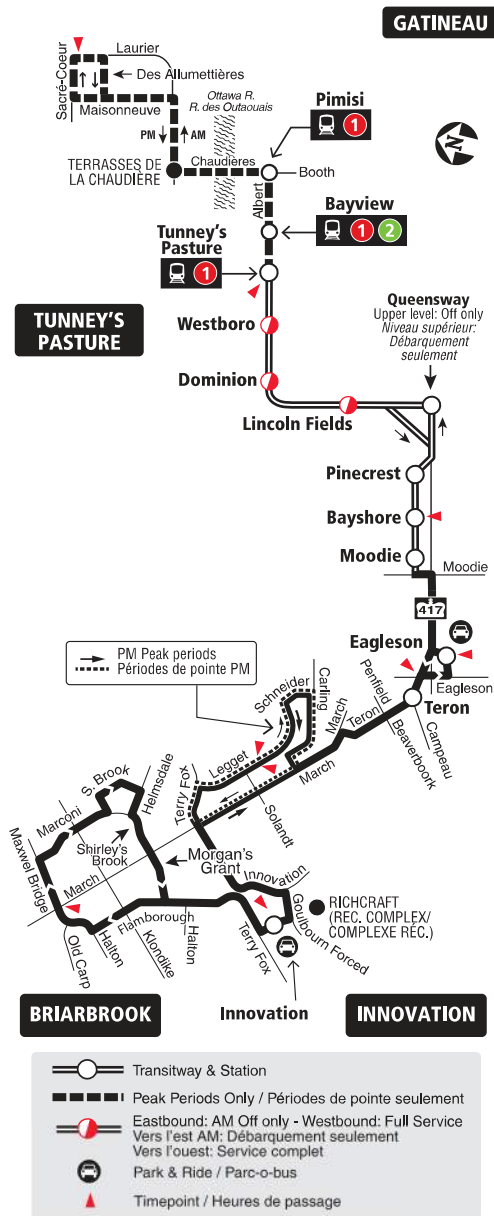 GATINEAU
Laurier
Des Allumettières
Sacré-Coeur
Maisonneuve
PM
AM
Ottawa R.
R. des Outaouais
Pimisi
1
TERRASSES DE
LA CHAUDIÈRE
Chaudières
Booth
Albert
N
Bayview
1 2
Tunney's
Pasture
1
TUNNEY'S
PASTURE
Westboro
Queensway
Upper level: Off only
Niveau supérieur:
Débarquement
seulement
Dominion
Lincoln Fields
Pinecrest
Bayshore
Moodie
Moodie
417
PM Peak periods
Périodes de pointe PM
Eagleson
Eagleson
Teron
Schneider
Carling
March
Teron
Penfield
Beaverboork
Campeau
Legget
March
Terry Fox
Solandt
S. Brook
Helmsdale
Marconi
Shirley's
Brook
Morgan's
Grant
Maxwel Bridge
March
Innovation
RICHCRAFT
(REC. COMPLEX/
COMPLEXE RÉC.)
Goulbourn Forced
Flamborough
Old Carp
Halton
Klondike
Halton
Terry Fox
BRIARBROOK
Innovation
INNOVATION
Transitway & Station
Peak Periods Only / Périodes de pointe seulement
Eastbound: AM Off only - Westbound: Full Service
Vers l'est AM: Débarquement seulement
Vers l'ouest: Service complet
Park & Ride / Parc-o-bus
Timepoint / Heures de passage